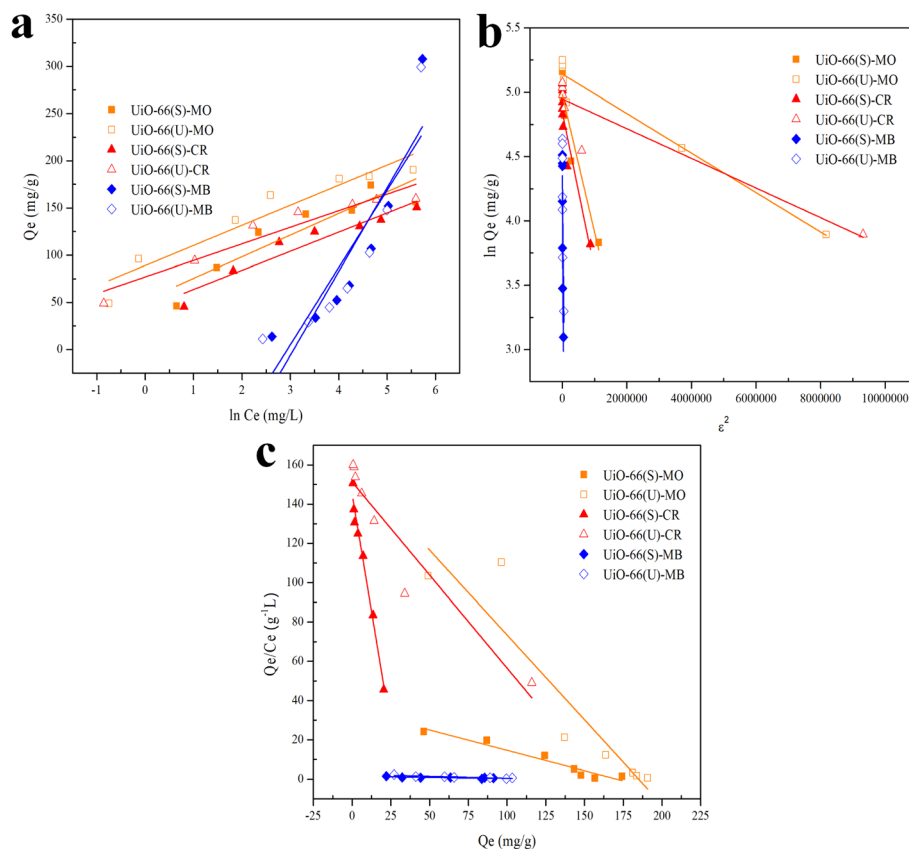 a
350
300
250
200
150
100
50
0
Qe (mg/g)
UiO-66(S)-MO
UiO-66(U)-MO
UiO-66(S)-CR
UiO-66(U)-CR
UiO-66(S)-MB
UiO-66(U)-MB
-1 0 1 2 3 4 5 6
ln Ce (mg/L)
b
5.5
5.0
4.5
4.0
3.5
3.0
ln Qe (mg/g)
UiO-66(S)-MO
UiO-66(U)-MO
UiO-66(S)-CR
UiO-66(U)-CR
UiO-66(S)-MB
UiO-66(U)-MB
0 2000000 4000000 6000000 8000000 10000000
ε²
c
160
140
120
100
80
60
40
20
0
Qe/Ce (g⁻¹L)
UiO-66(S)-MO
UiO-66(U)-MO
UiO-66(S)-CR
UiO-66(U)-CR
UiO-66(S)-MB
UiO-66(U)-MB
-25 0 25 50 75 100 125 150 175 200 225
Qe (mg/g)